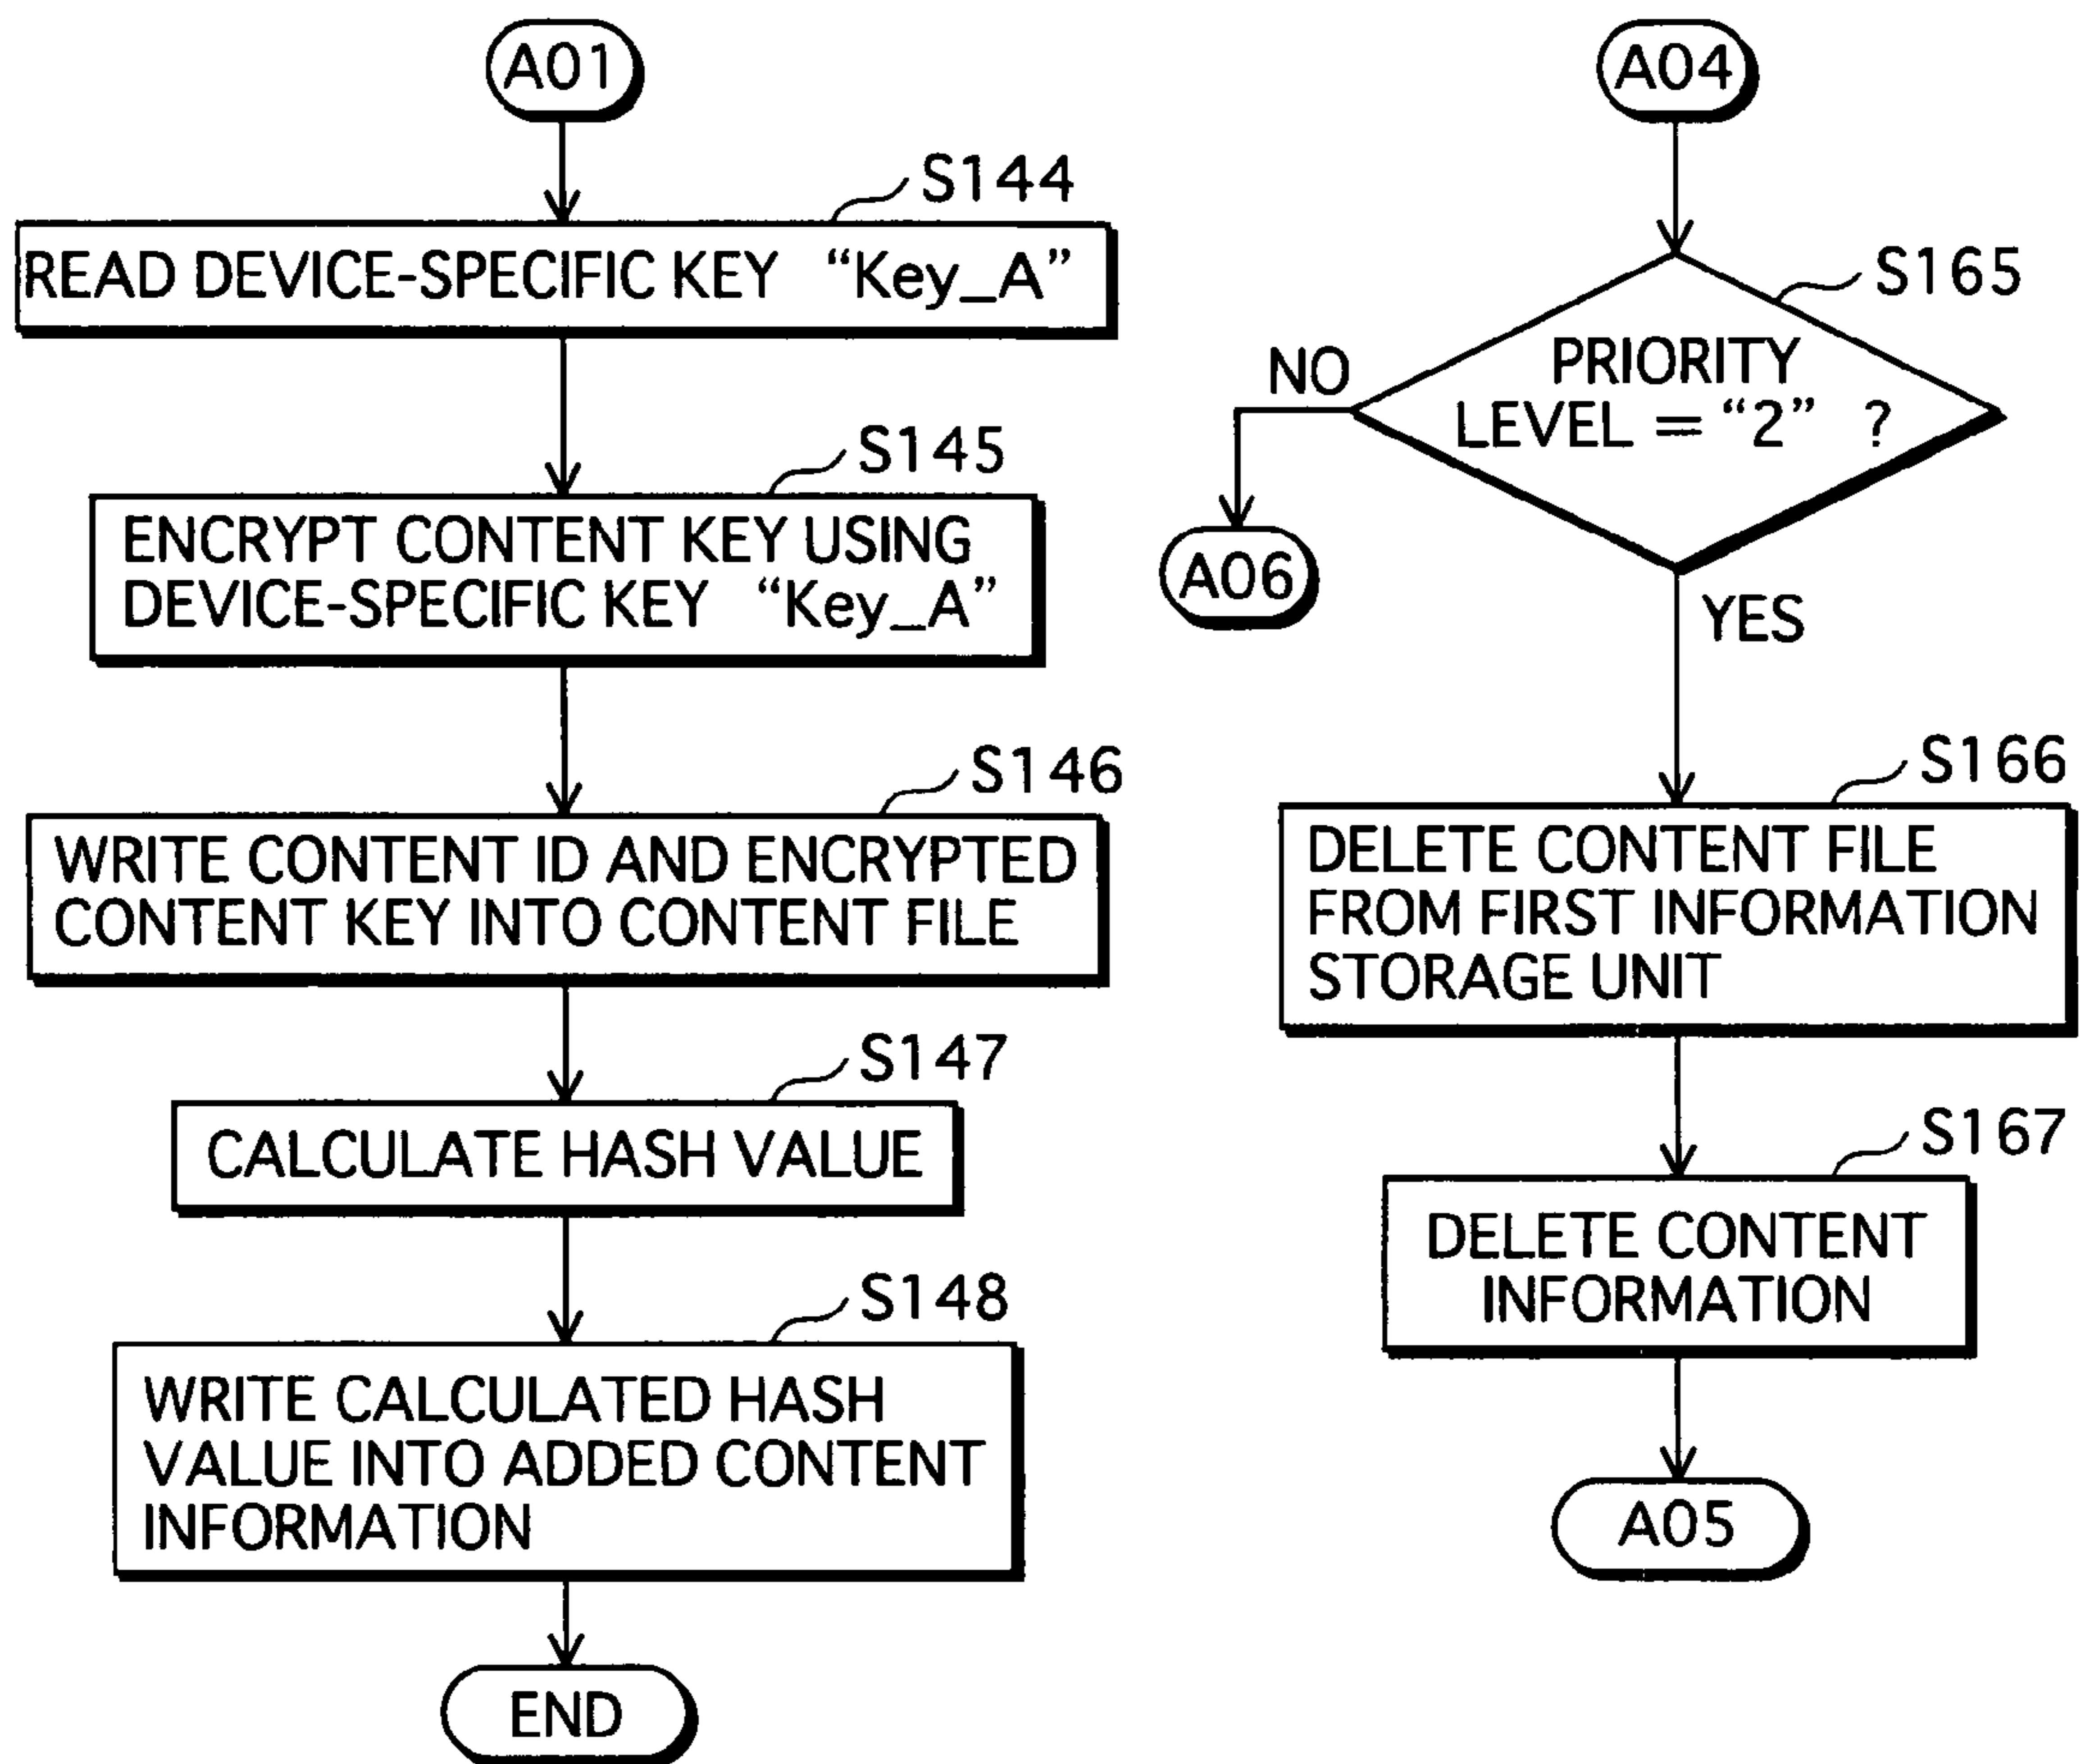 A01
S144
READ DEVICE-SPECIFIC KEY “Key_A”
S145
ENCRYPT CONTENT KEY USING
DEVICE-SPECIFIC KEY “Key_A”
S146
WRITE CONTENT ID AND ENCRYPTED
CONTENT KEY INTO CONTENT FILE
S147
CALCULATE HASH VALUE
S148
WRITE CALCULATED HASH
VALUE INTO ADDED CONTENT
INFORMATION
END
A04
S165
PRIORITY
LEVEL = “2” ?
NO
A06
YES
S166
DELETE CONTENT FILE
FROM FIRST INFORMATION
STORAGE UNIT
S167
DELETE CONTENT
INFORMATION
A05